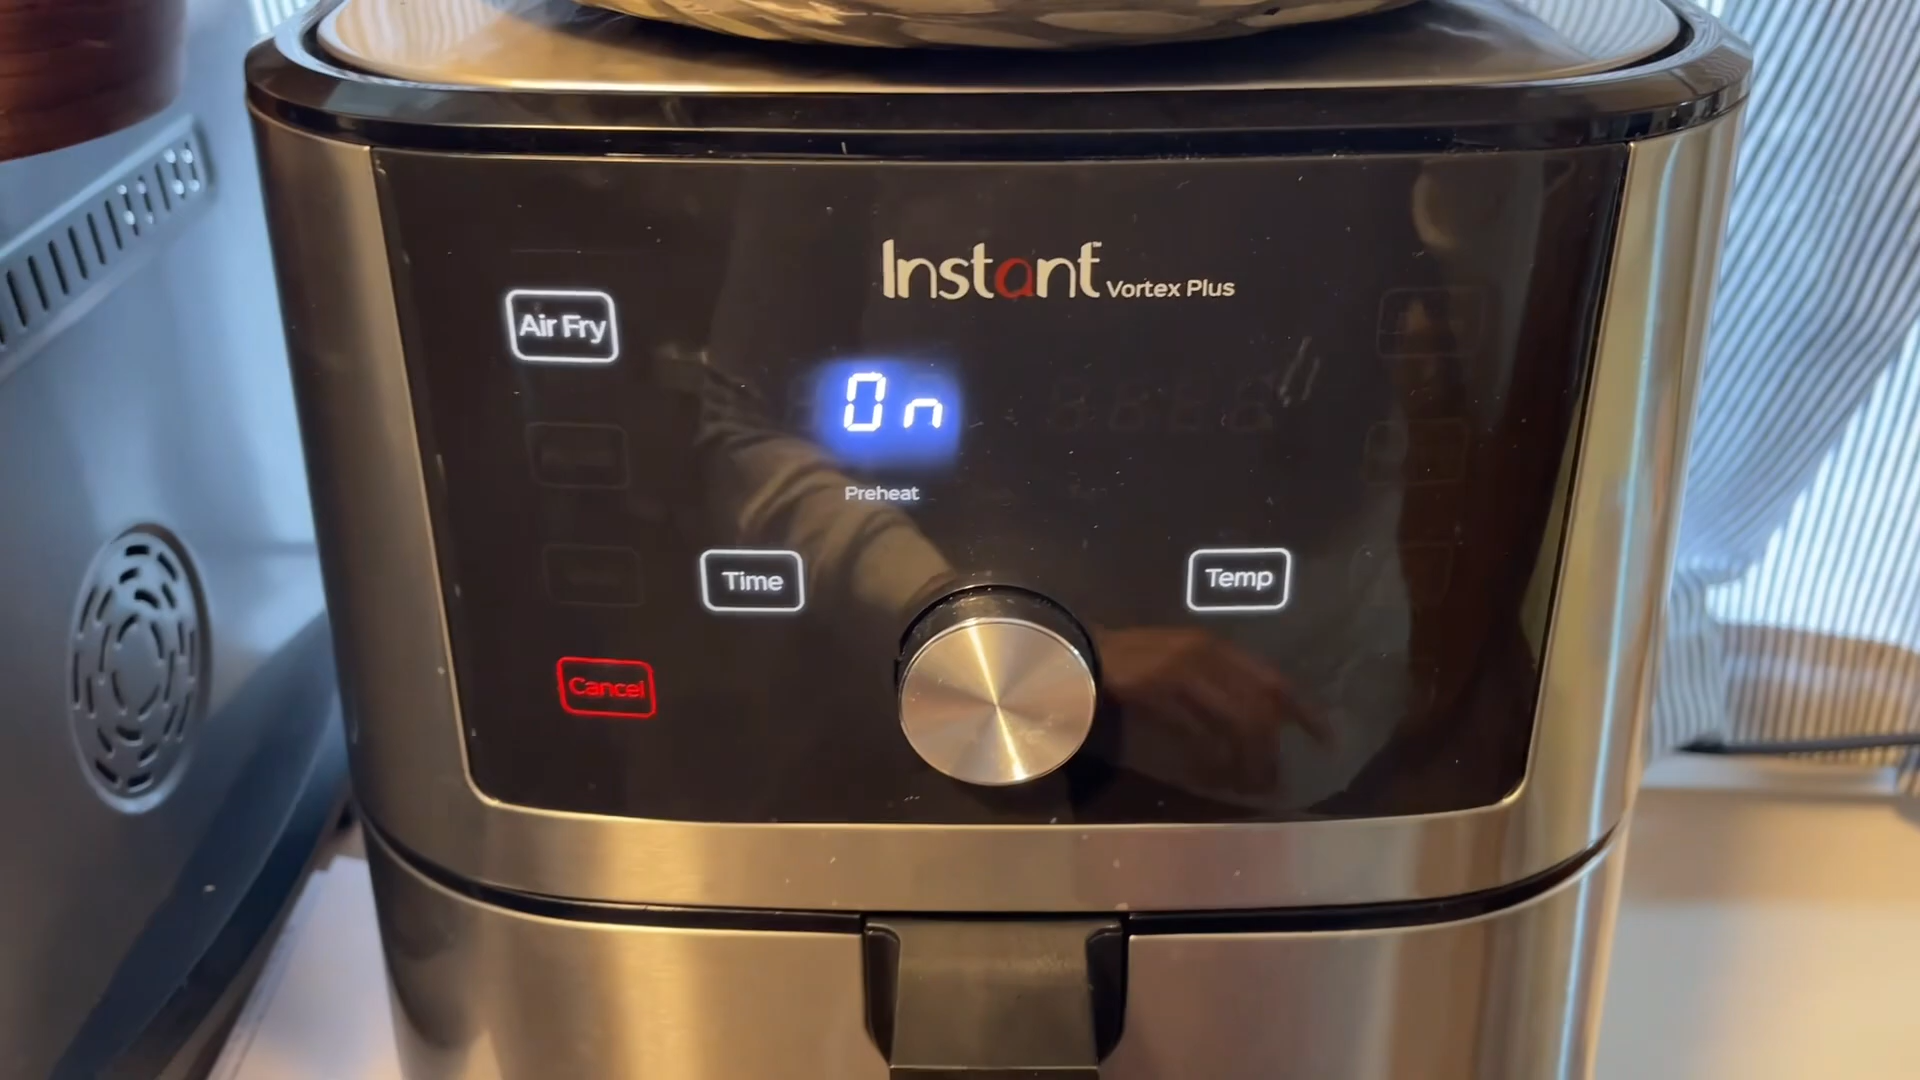 Instant Vortex Plus
Air Fry
On
Preheat
Time
Temp
Cancel